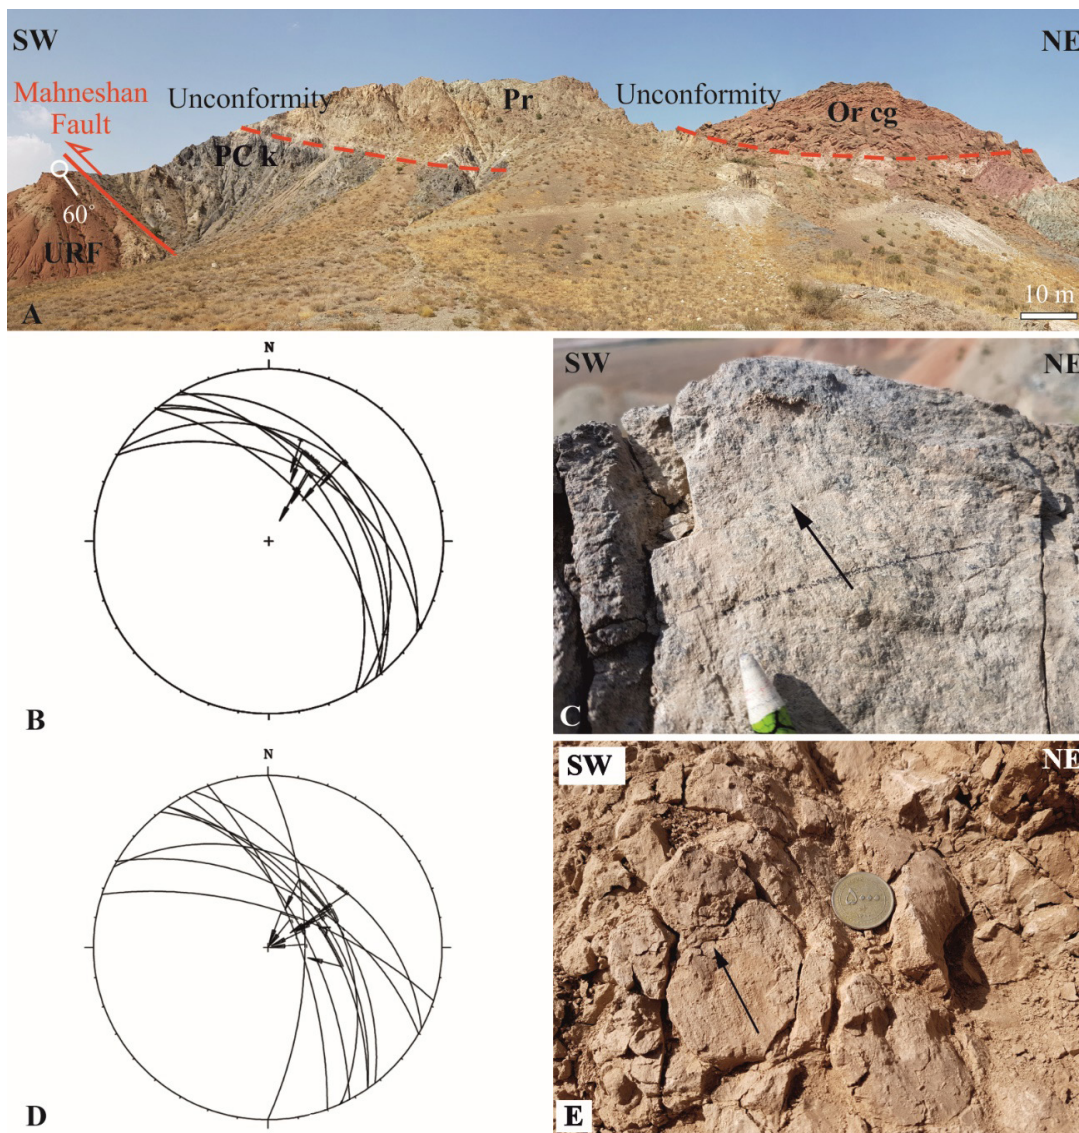 SW
NE
Mahneshan
Fault
Unconformity
Pr
Unconformity
Or cg
PC k
60°
URF
10 m
A
N
B
SW
NE
C
N
D
SW
NE
E